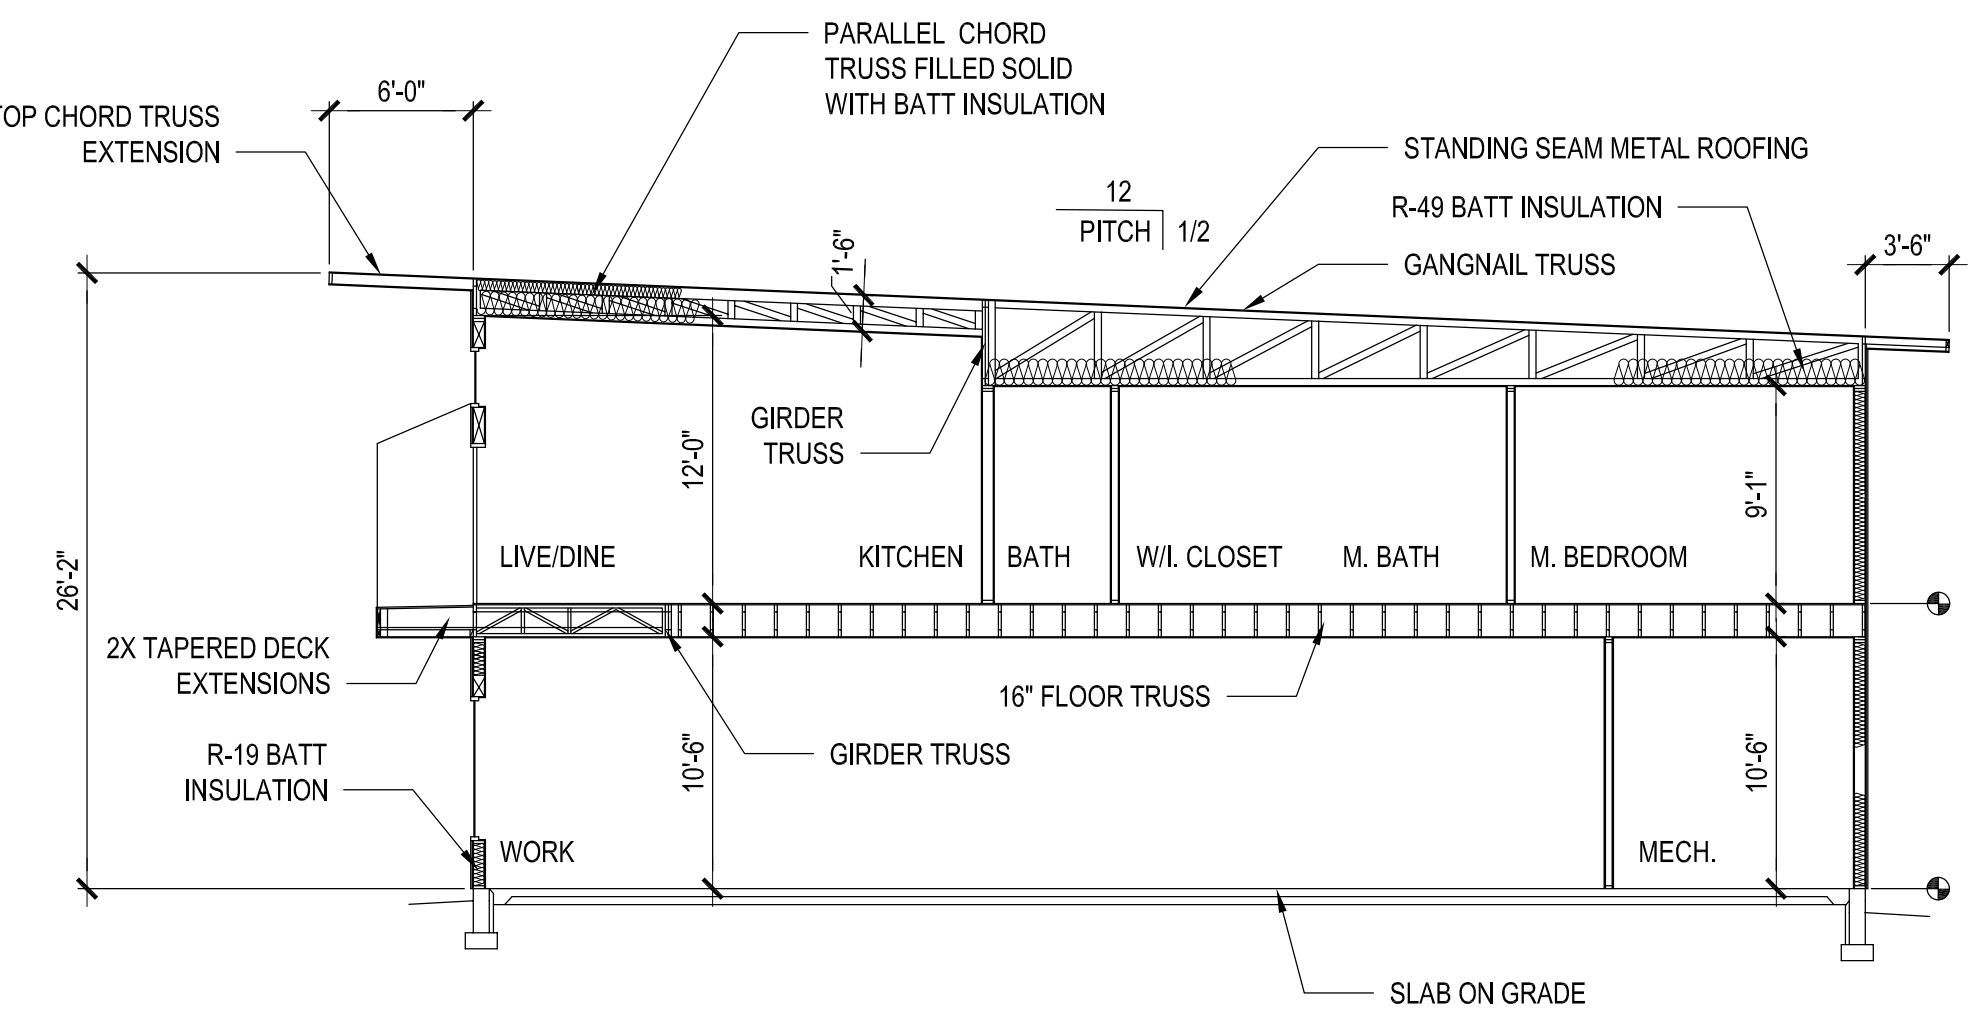 PARALLEL CHORD
TRUSS FILLED SOLID
WITH BATT INSULATION
6'-0"
TOP CHORD TRUSS
EXTENSION
STANDING SEAM METAL ROOFING
12
PITCH 1/2
R-49 BATT INSULATION
GANGNAIL TRUSS
3'-6"
1'-6"
GIRDER
TRUSS
12'-0"
9'-1"
26'-2"
LIVE/DINE
KITCHEN
BATH
W/I. CLOSET
M. BATH
M. BEDROOM
2X TAPERED DECK
EXTENSIONS
16" FLOOR TRUSS
R-19 BATT
INSULATION
GIRDER TRUSS
10'-6"
10'-6"
WORK
MECH.
SLAB ON GRADE